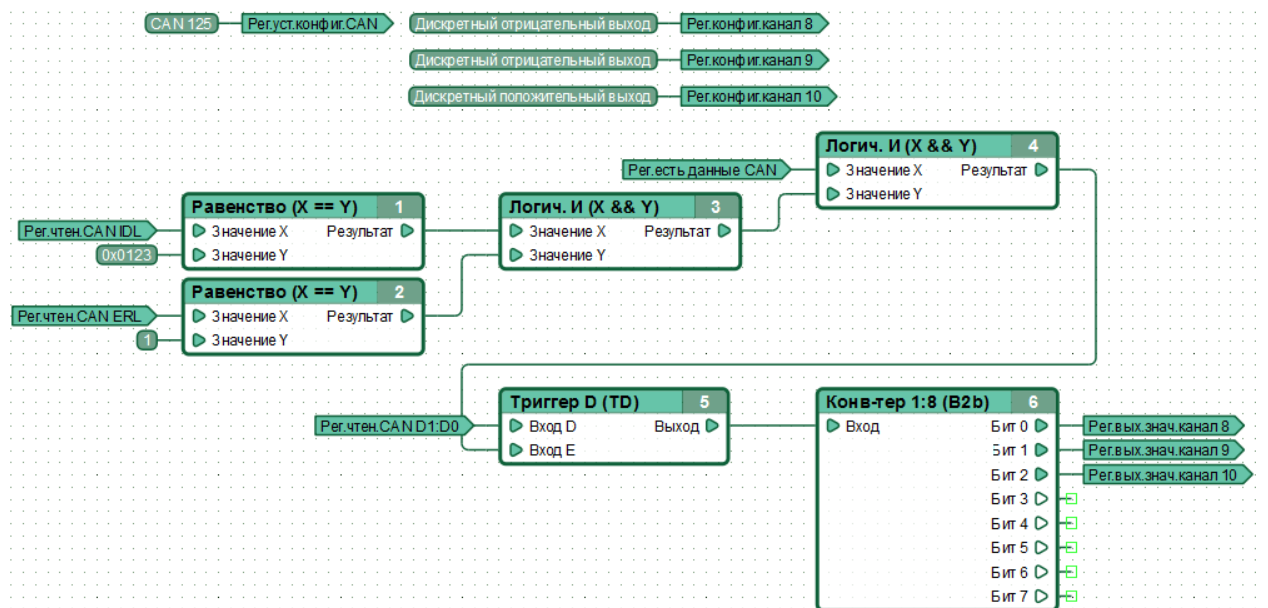 CAN 125 Рег.уст.конфиг.CAN Дискретный отрицательный выход Рег.конфиг.канал 8
Дискретный отрицательный выход Рег.конфиг.канал 9
Дискретный положительный выход Рег.конфиг.канал 10
Логич. И (X && Y) 4
Рег.есть данные CAN Значение X Результат
Значение Y
Равенство (X == Y) 1 Логич. И (X && Y) 3
Рег.чтен.CAN IDL Значение X Результат Значение X Результат
0x0123 Значение Y Значение Y
Равенство (X == Y) 2
Рег.чтен.CAN ERL Значение X Результат
1 Значение Y
Триггер D (TD) 5 Конв-тер 1:8 (B2b) 6
Рег.чтен.CAN D1:D0 Вход D Выход Вход Бит 0 Рег.вых.знач.канал 8
Вход E Бит 1 Рег.вых.знач.канал 9
Бит 2 Рег.вых.знач.канал 10
Бит 3
Бит 4
Бит 5
Бит 6
Бит 7